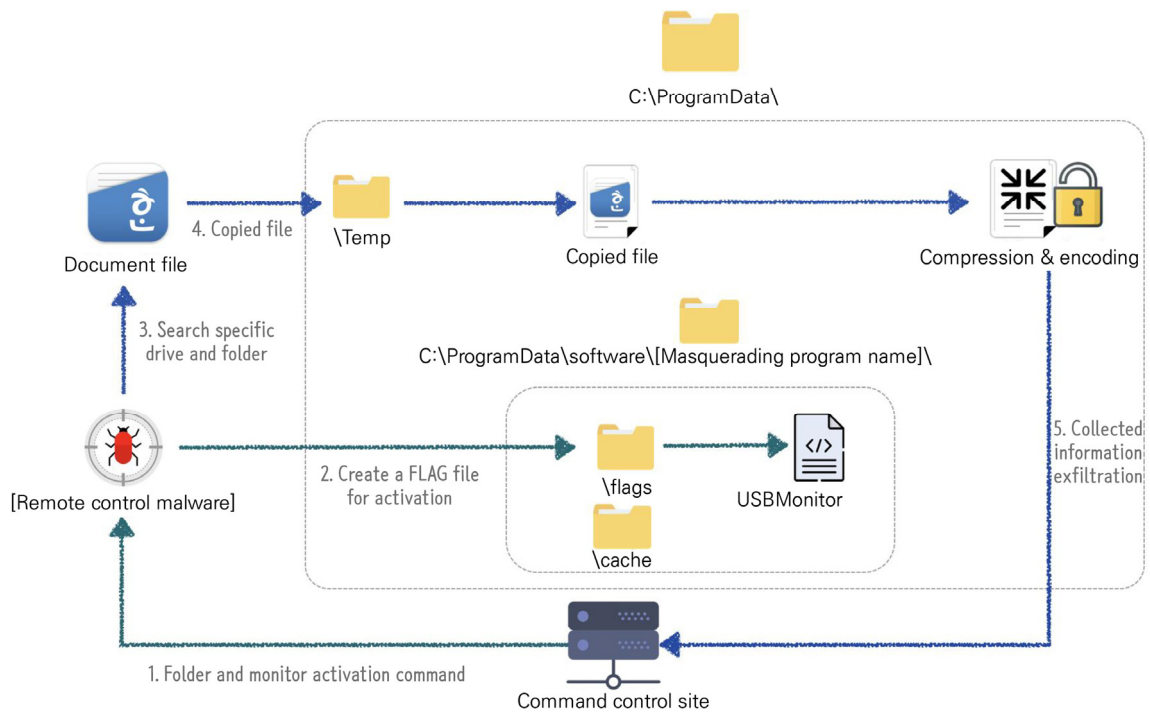 C:\ProgramData\
4. Copied file
\Temp
Document file
Copied file
Compression & encoding
3. Search specific
drive and folder
C:\ProgramData\software\[Masquerading program name]\
</>
2. Create a FLAG file
for activation
\flags
USBMonitor
5. Collected
information
exfiltration
[Remote control malware]
\cache
1. Folder and monitor activation command
Command control site